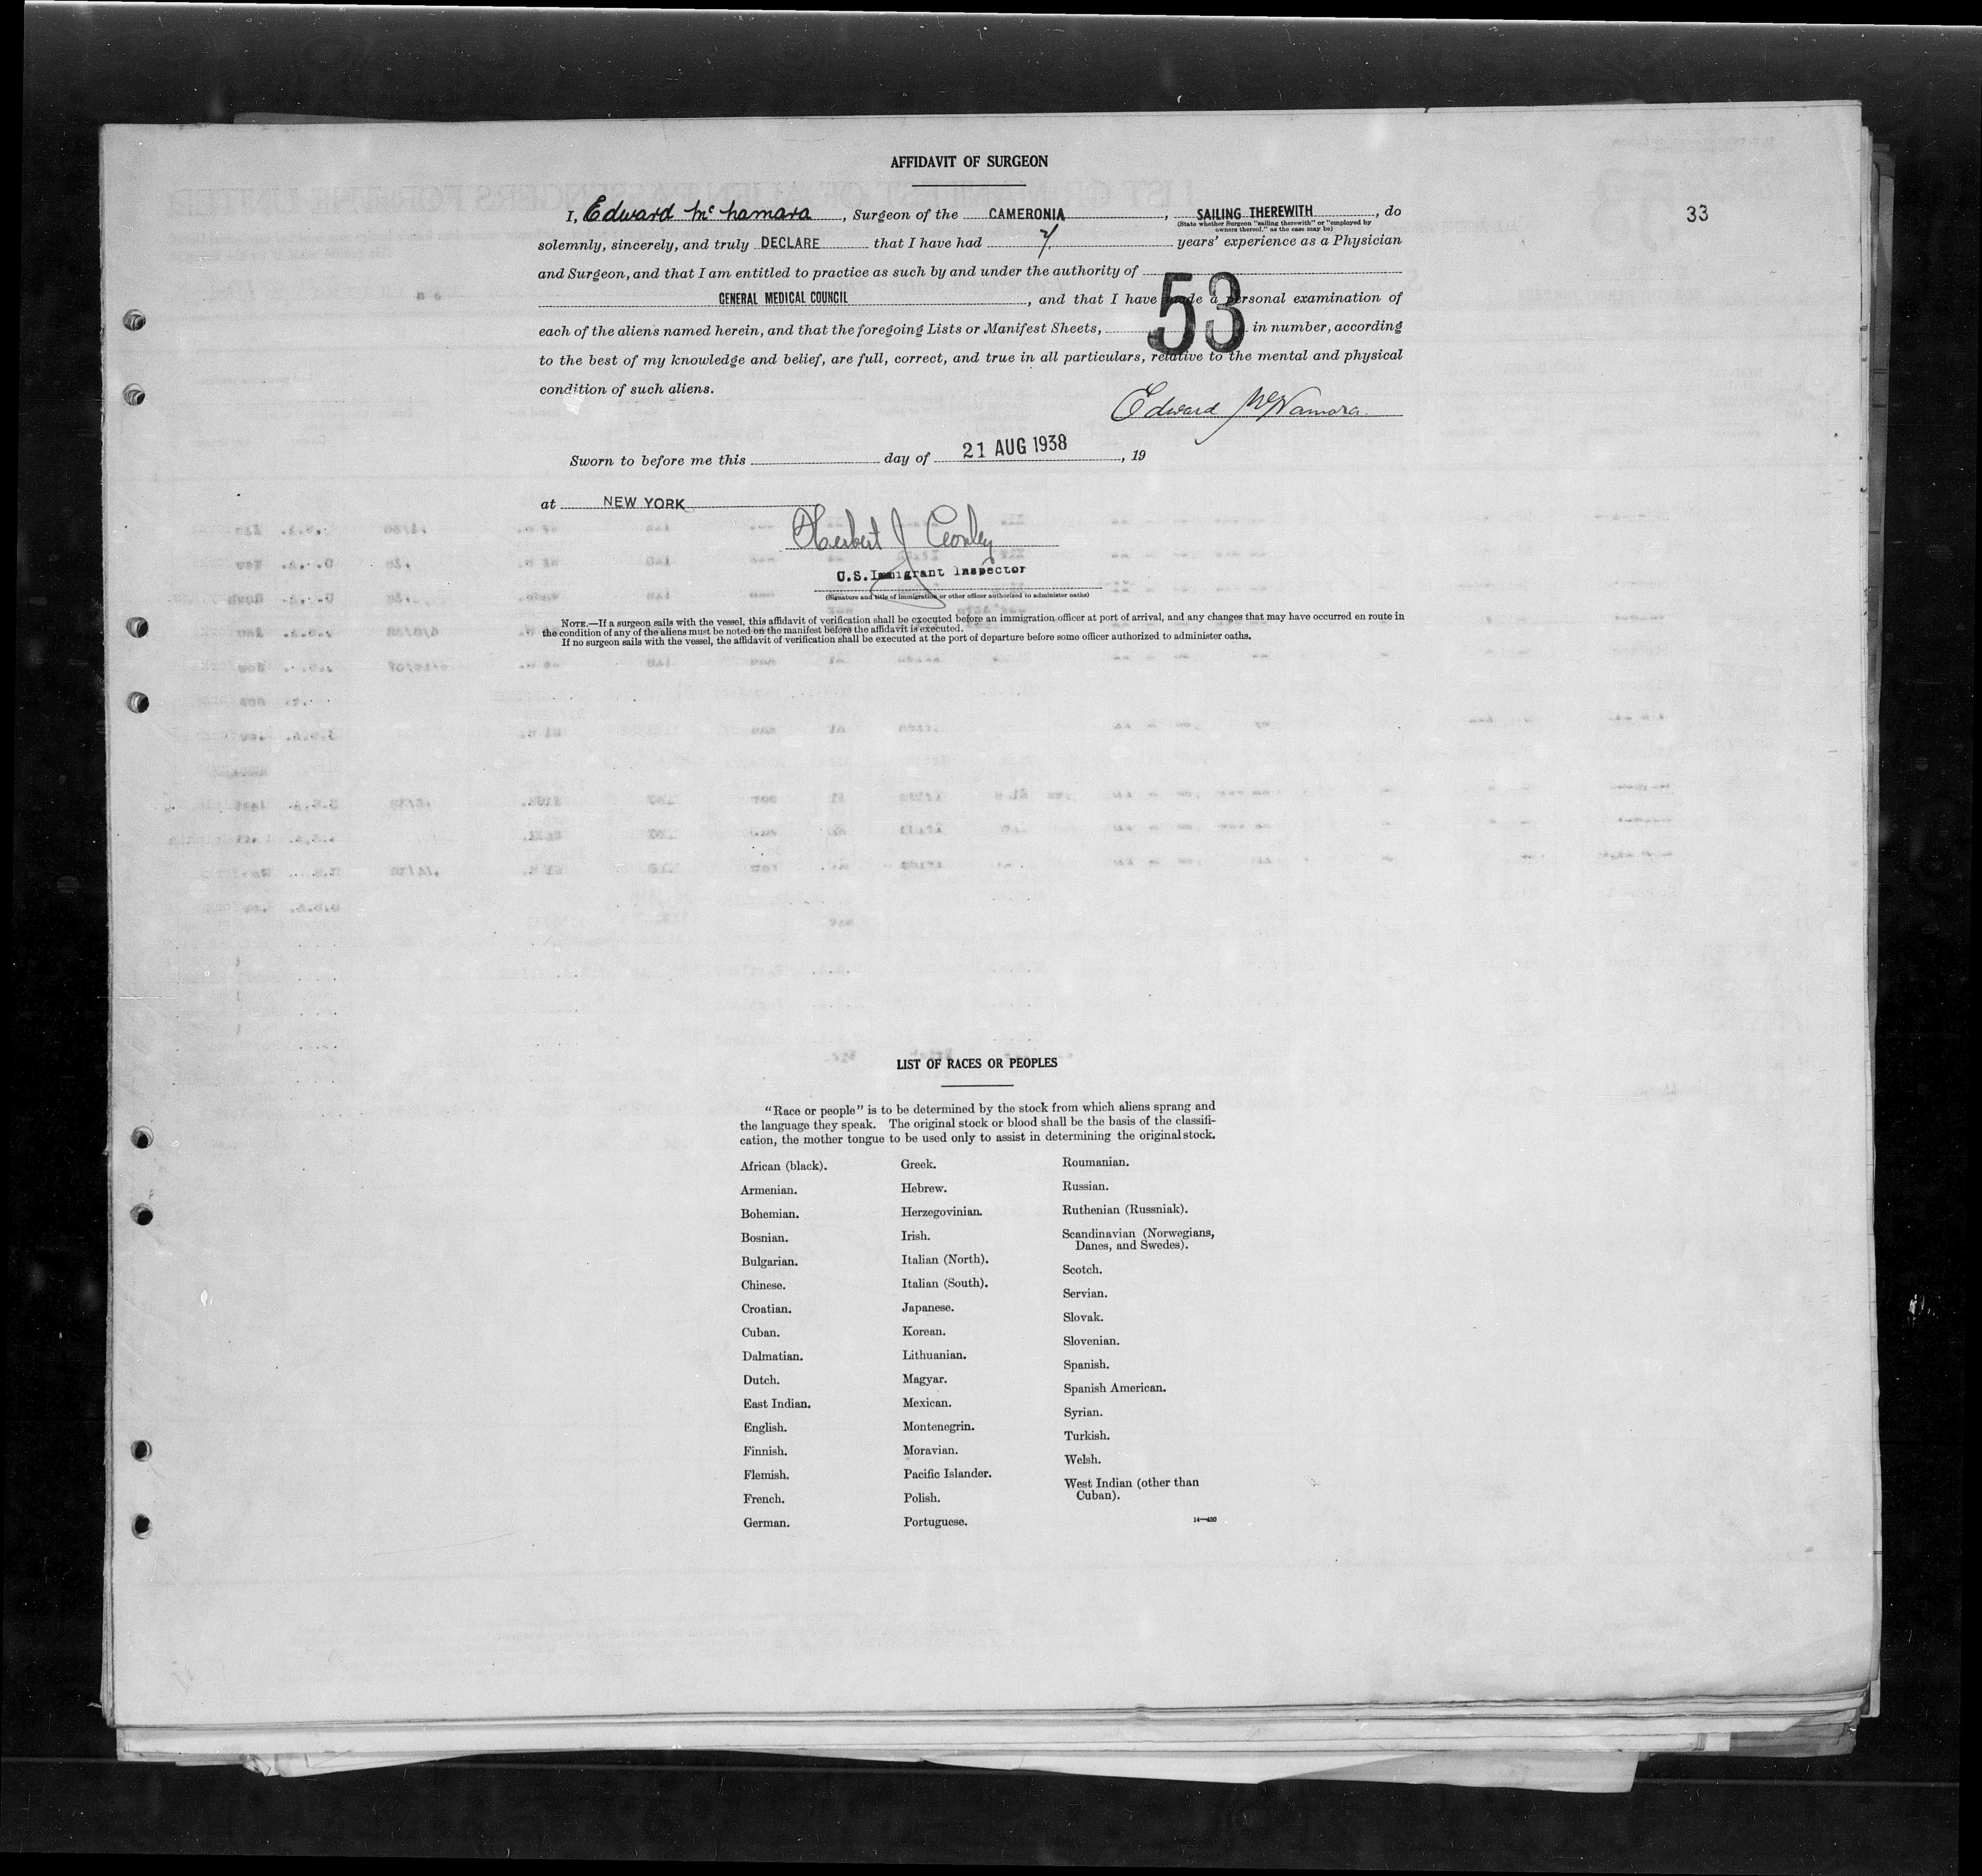 AFFIDAVIT OF SURGEON
33
I, Edward McNamara, Surgeon of the CAMERONIA, SAILING THEREWITH, do
(State whether Surgeon "sailing therewith" or "employed by
owners thereof," as the case may be)
solemnly, sincerely, and truly DECLARE that I have had years' experience as a Physician
and Surgeon, and that I am entitled to practice as such by and under the authority of
GENERAL MEDICAL COUNCIL, and that I have made a personal examination of
each of the aliens named herein, and that the foregoing Lists or Manifest Sheets, 53 in number, according
to the best of my knowledge and belief, are full, correct, and true in all particulars, relative to the mental and physical
condition of such aliens.
Edward McNamara.
Sworn to before me this day of 21 AUG 1938, 19
at NEW YORK
Herbert J
U.S. Immigrant Inspector
(Signature and title of immigration or other officer authorized to administer oaths)
NOTE.—If a surgeon sails with the vessel, this affidavit of verification shall be executed before an immigration officer at port of arrival, and any changes that may have occurred en route in
the condition of any of the aliens must be noted on the manifest before the affidavit is executed.
If no surgeon sails with the vessel, the affidavit of verification shall be executed at the port of departure before some officer authorized to administer oaths.
LIST OF RACES OR PEOPLES
"Race or people" is to be determined by the stock from which aliens sprang and
the language they speak. The original stock or blood shall be the basis of the classifi-
cation, the mother tongue to be used only to assist in determining the original stock.
African (black).
Armenian.
Bohemian.
Bosnian.
Bulgarian.
Chinese.
Croatian.
Cuban.
Dalmatian.
Dutch.
East Indian.
English.
Finnish.
Flemish.
French.
German.
Greek.
Hebrew.
Herzegovinian.
Irish.
Italian (North).
Italian (South).
Japanese.
Korean.
Lithuanian.
Magyar.
Mexican.
Montenegrin.
Moravian.
Pacific Islander.
Polish.
Portuguese.
Roumanian.
Russian.
Ruthenian (Russniak).
Scandinavian (Norwegians,
Danes, and Swedes).
Scotch.
Servian.
Slovak.
Slovenian.
Spanish.
Spanish American.
Syrian.
Turkish.
Welsh.
West Indian (other than
Cuban).
14—430